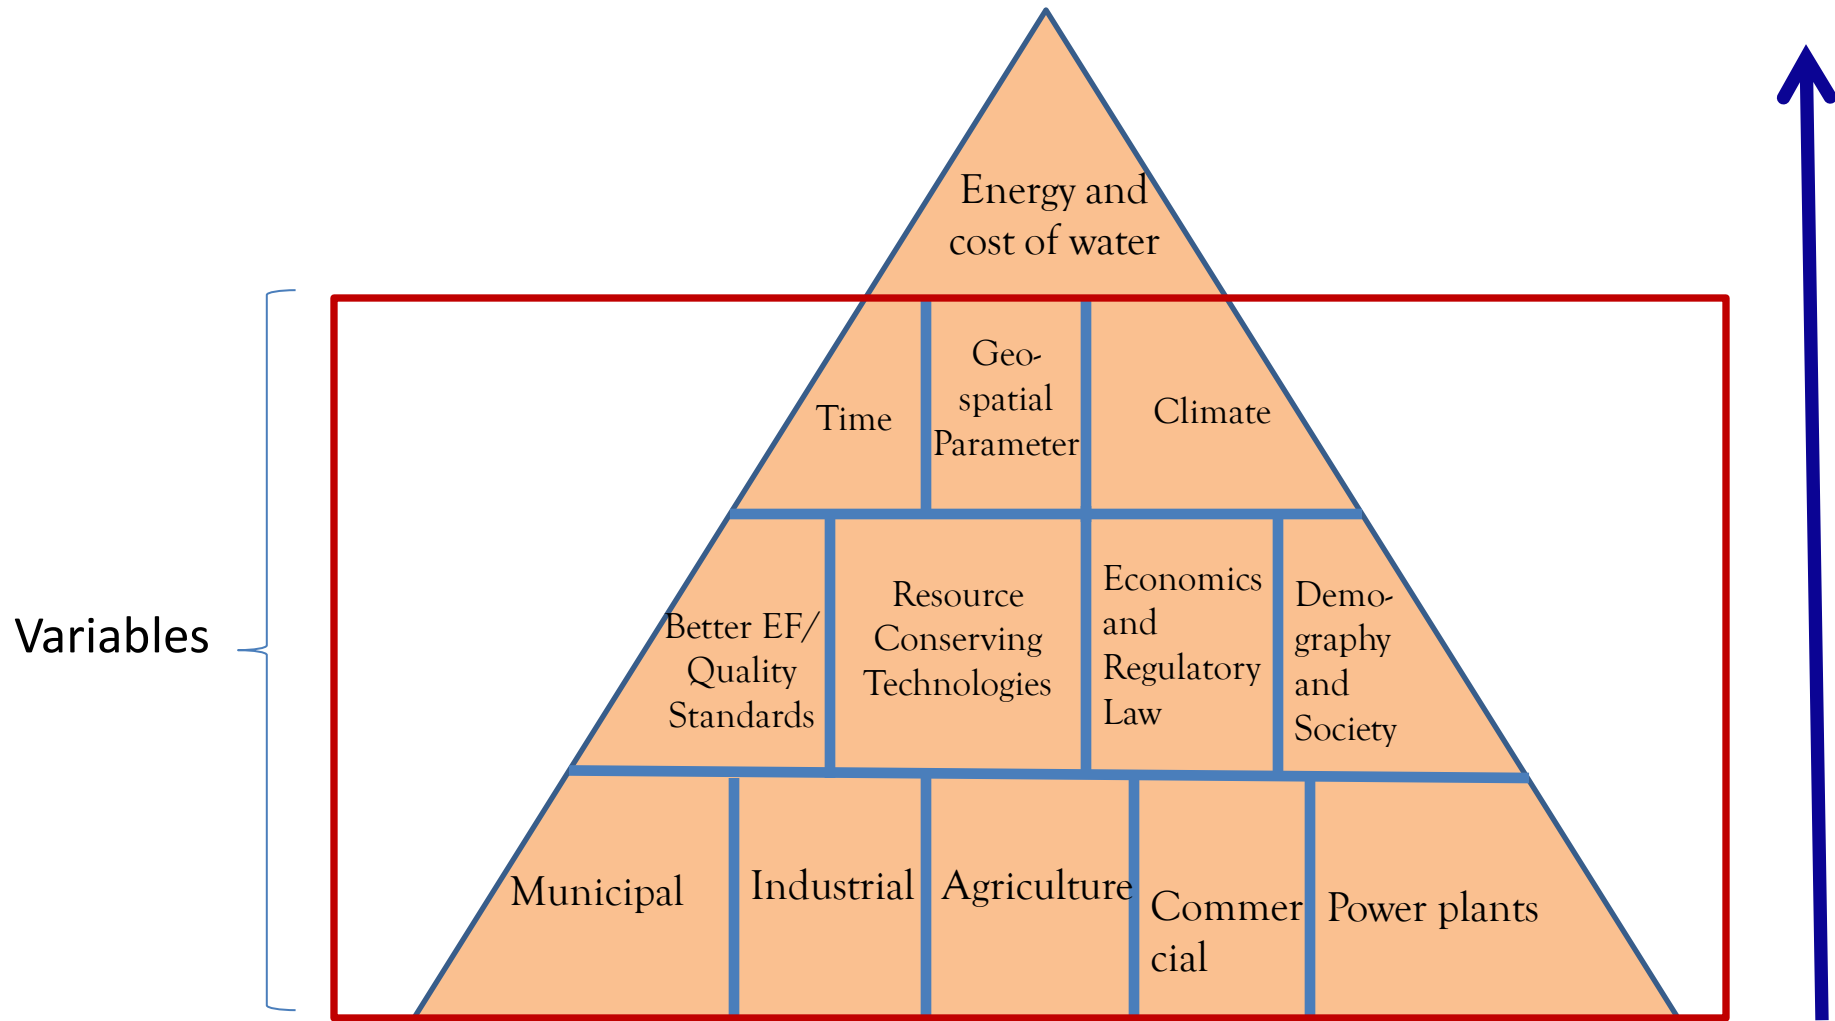 Energy and
cost of water
Time
Geo-
spatial
Parameter
Climate
Variables
Better EF/
Quality
Standards
Resource
Conserving
Technologies
Economics
and
Regulatory
Law
Demo-
graphy
and
Society
Municipal
Industrial
Agriculture
Commer
cial
Power plants